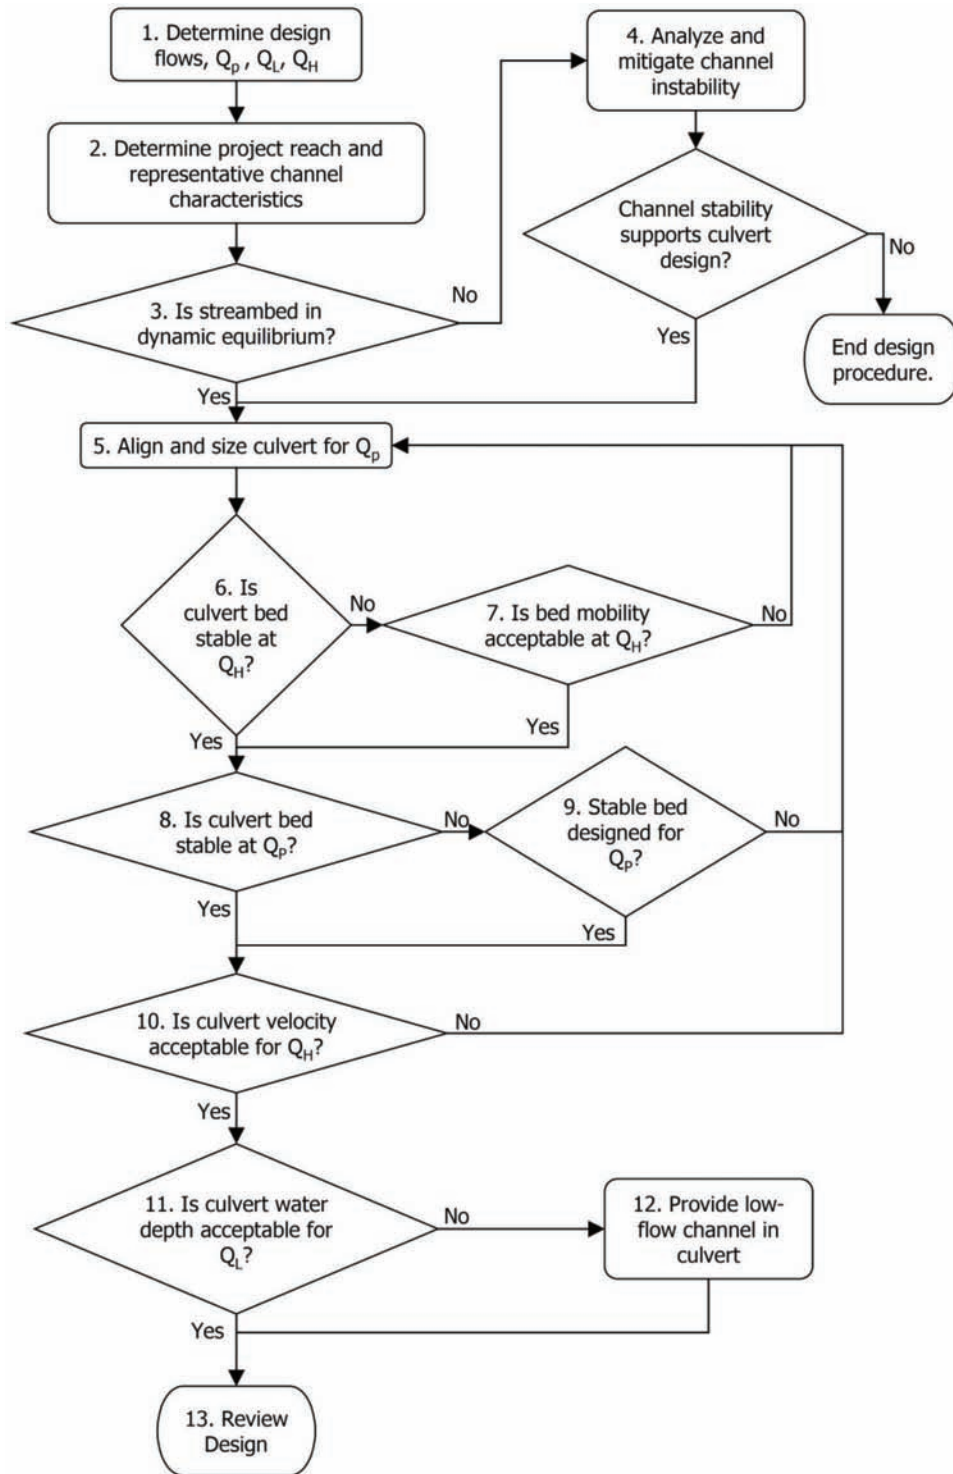 1. Determine design
flows, Qp , QL, QH
2. Determine project reach and
representative channel
characteristics
3. Is streambed in
dynamic equilibrium?
No
Yes
4. Analyze and
mitigate channel
instability
Channel stability
supports culvert
design?
No
Yes
End design
procedure.
5. Align and size culvert for Qp
6. Is
culvert bed
stable at
QH?
No
Yes
7. Is bed mobility
acceptable at QH?
No
Yes
8. Is culvert bed
stable at QP?
No
Yes
9. Stable bed
designed for
QP?
No
Yes
10. Is culvert velocity
acceptable for QH?
No
Yes
11. Is culvert water
depth acceptable for
QL?
No
Yes
12. Provide low-
flow channel in
culvert
13. Review
Design